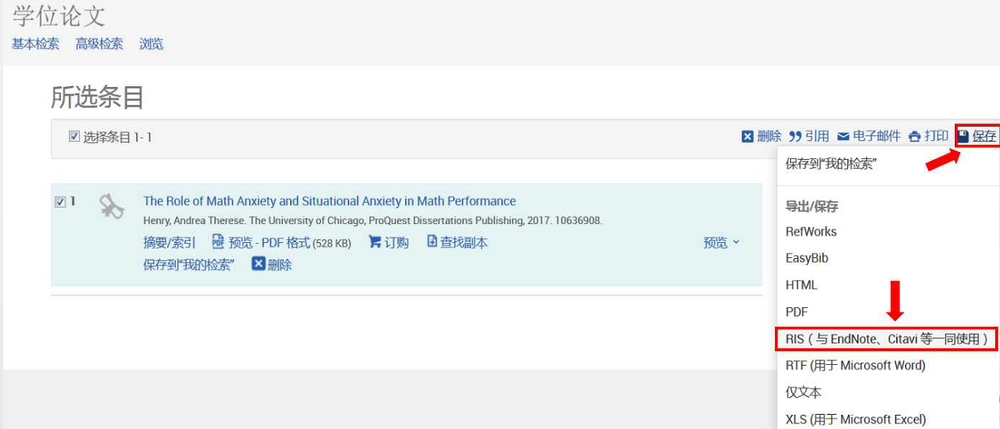 学位论文
基本检索 高级检索 浏览
所选条目
选择条目 1- 1
删除 引用 电子邮件 打印 保存
保存到“我的检索”
导出/保存
RefWorks
EasyBib
HTML
PDF
RIS ( 与 EndNote、Citavi 等一同使用 )
RTF (用于 Microsoft Word)
仅文本
XLS (用于 Microsoft Excel)
1
The Role of Math Anxiety and Situational Anxiety in Math Performance
Henry, Andrea Therese. The University of Chicago, ProQuest Dissertations Publishing, 2017. 10636908.
摘要/索引 预览 - PDF 格式 (528 KB) 订购 查找副本 预览
保存到“我的检索” 删除